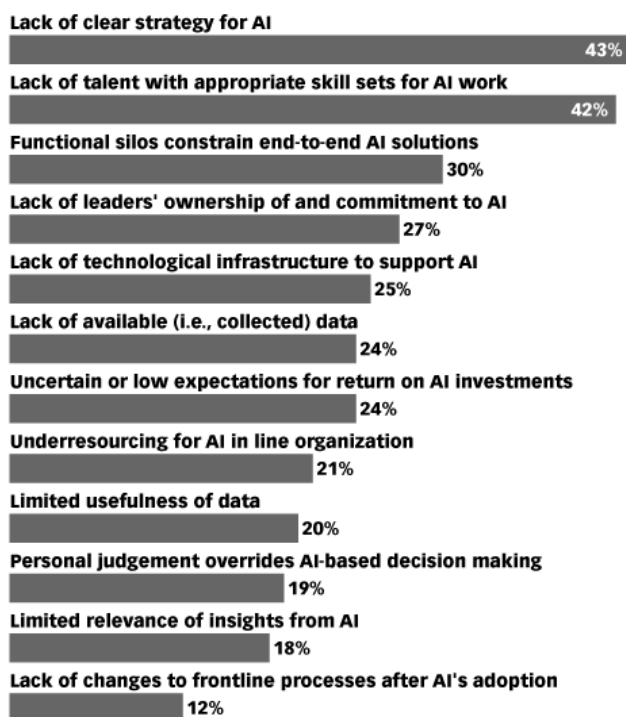 Lack of clear strategy for AI
43%
Lack of talent with appropriate skill sets for AI work
42%
Functional silos constrain end-to-end AI solutions
30%
Lack of leaders' ownership of and commitment to AI
27%
Lack of technological infrastructure to support AI
25%
Lack of available (i.e., collected) data
24%
Uncertain or low expectations for return on AI investments
24%
Underresourcing for AI in line organization
21%
Limited usefulness of data
20%
Personal judgement overrides AI-based decision making
19%
Limited relevance of insights from AI
18%
Lack of changes to frontline processes after AI's adoption
12%